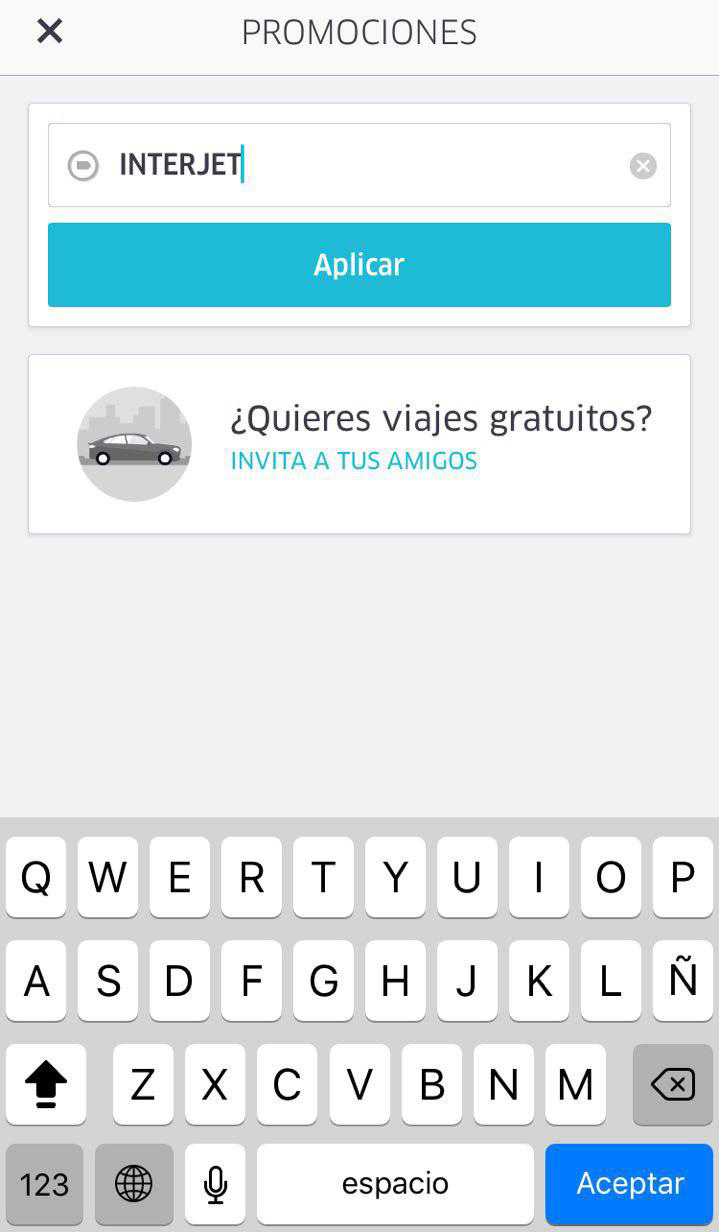 PROMOCIONES
INTERJET
Aplicar
¿Quieres viajes gratuitos?
INVITA A TUS AMIGOS
Q W E R T Y U I O P
A S D F G H J K L Ñ
Z X C V B N M
123 espacio Aceptar